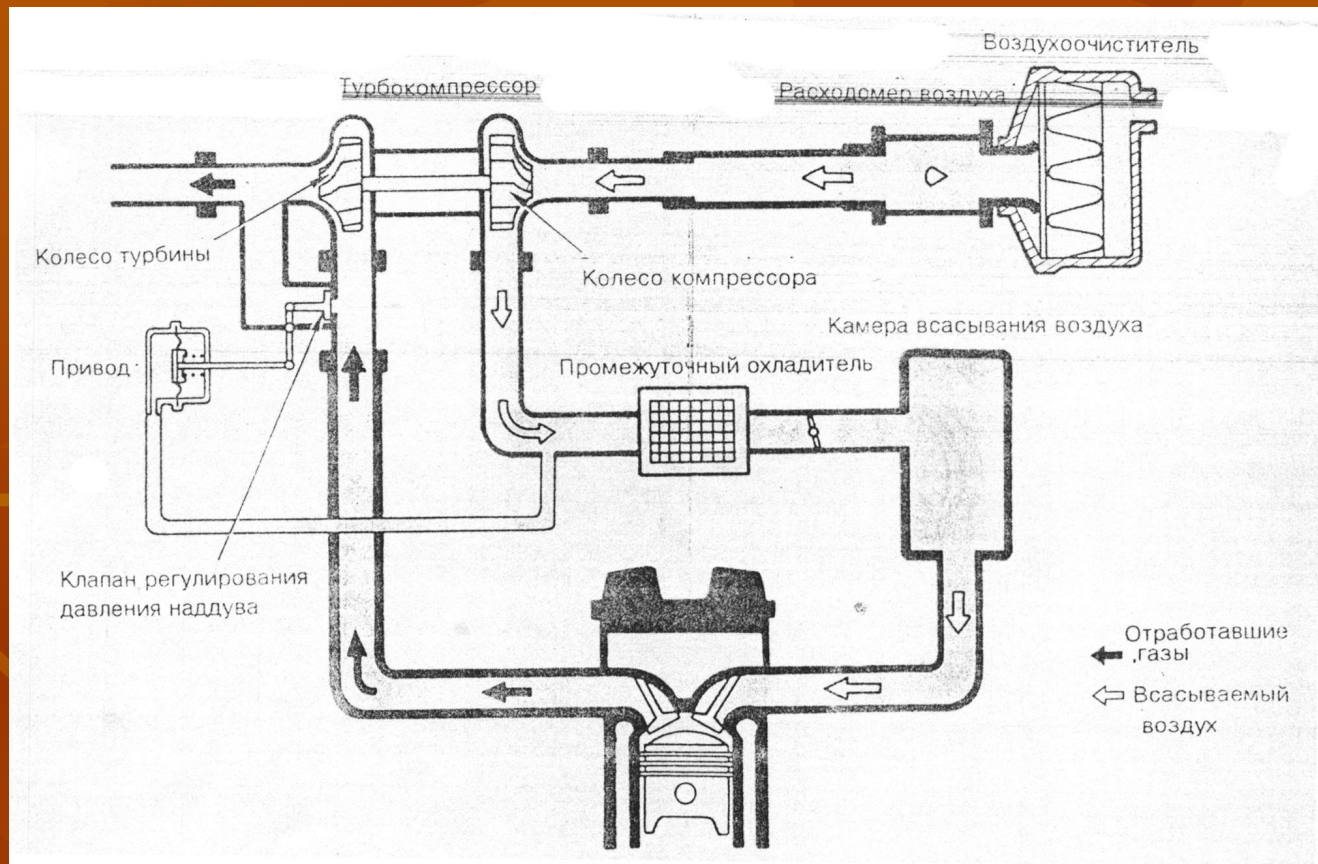 Воздухоочиститель
Турбокомпрессор
Расходомер воздуха
Колесо турбины
Колесо компрессора
Камера всасывания воздуха
Привод
Промежуточный охладитель
Клапан регулирования
давления наддува
Отработавшие
газы
Всасываемый
воздух